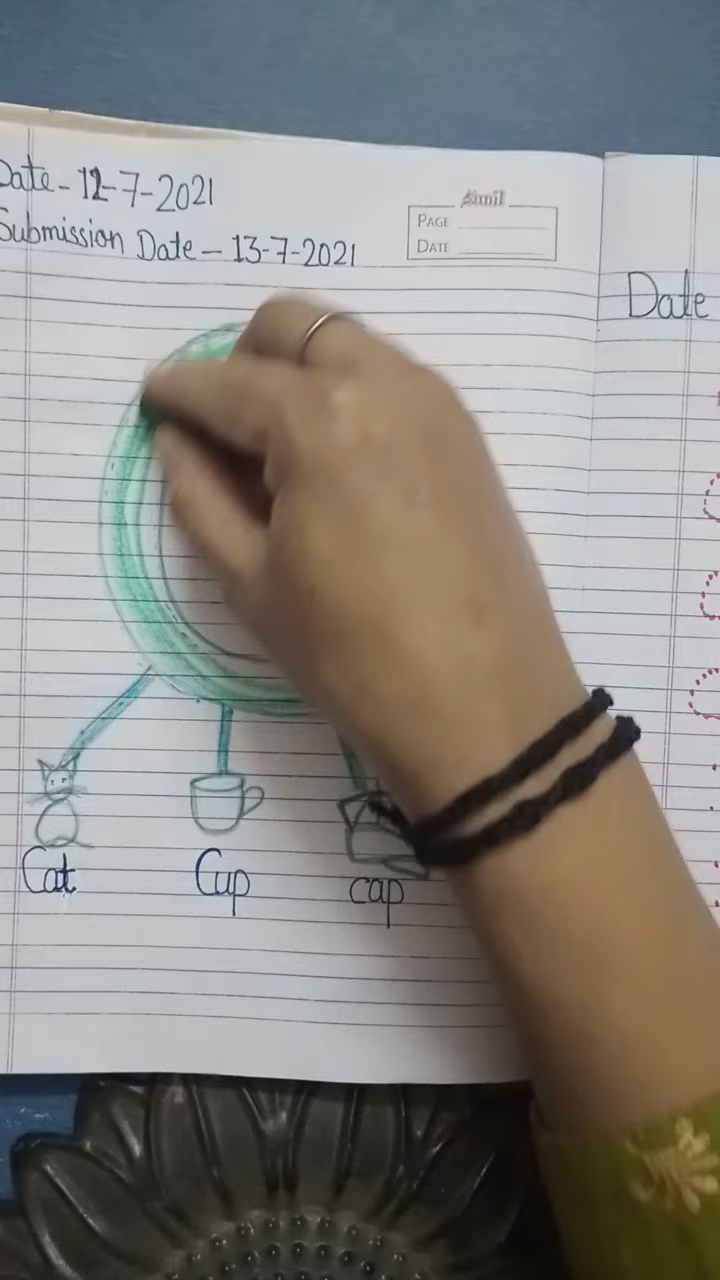 Date - 12-7-2021
Submission Date - 13-7-2021
PAGE
DATE
Date
Cat
Cup
cap